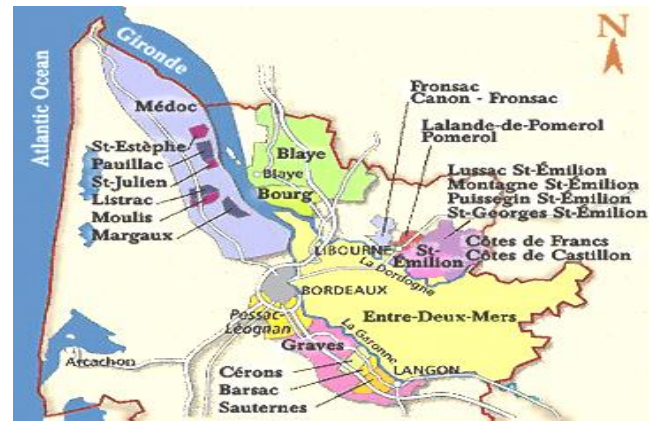 N
Atlantic Ocean
Gironde
Médoc
St-Estèphe
Pauillac
St-Julien
Listrac
Moulis
Margaux
Blaye
Blaye
Bourg
Fronsac
Canon - Fronsac
Lalande-de-Pomerol
Pomerol
Lussac St-Émilion
Montagne St-Émilion
Puissegin St-Émilion
St-Georges St-Émilion
Côtes de Francs
Côtes de Castillon
LIBOURNE
St-
Émilion
La Dordogne
BORDEAUX
Entre-Deux-Mers
Pessac-
Léognan
La Garonne
Graves
Arcachon
Cérons
Barsac
Sauternes
LANGON